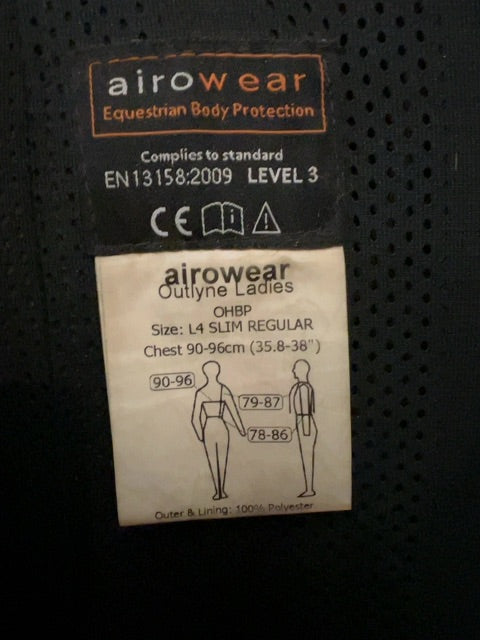 airowear
Equestrian Body Protection
Complies to standard
EN13158:2009 LEVEL 3
CE i
airowear
Outlyne Ladies
OHBP
Size: L4 SLIM REGULAR
Chest 90-96cm (35.8-38")
90-96
79-87
78-86
Outer & Lining: 100% Polyester